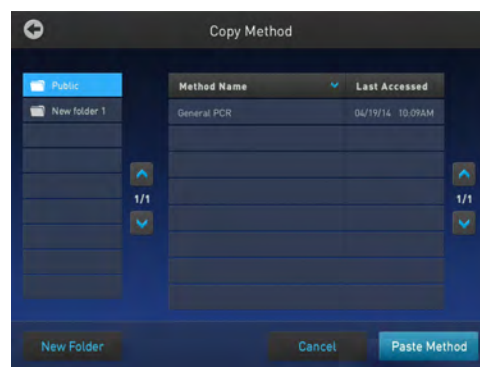 Copy Method
Public
New folder 1
1/1
Method Name Last Accessed
General PCR 04/19/14 10:09AM
1/1
New Folder Cancel Paste Method